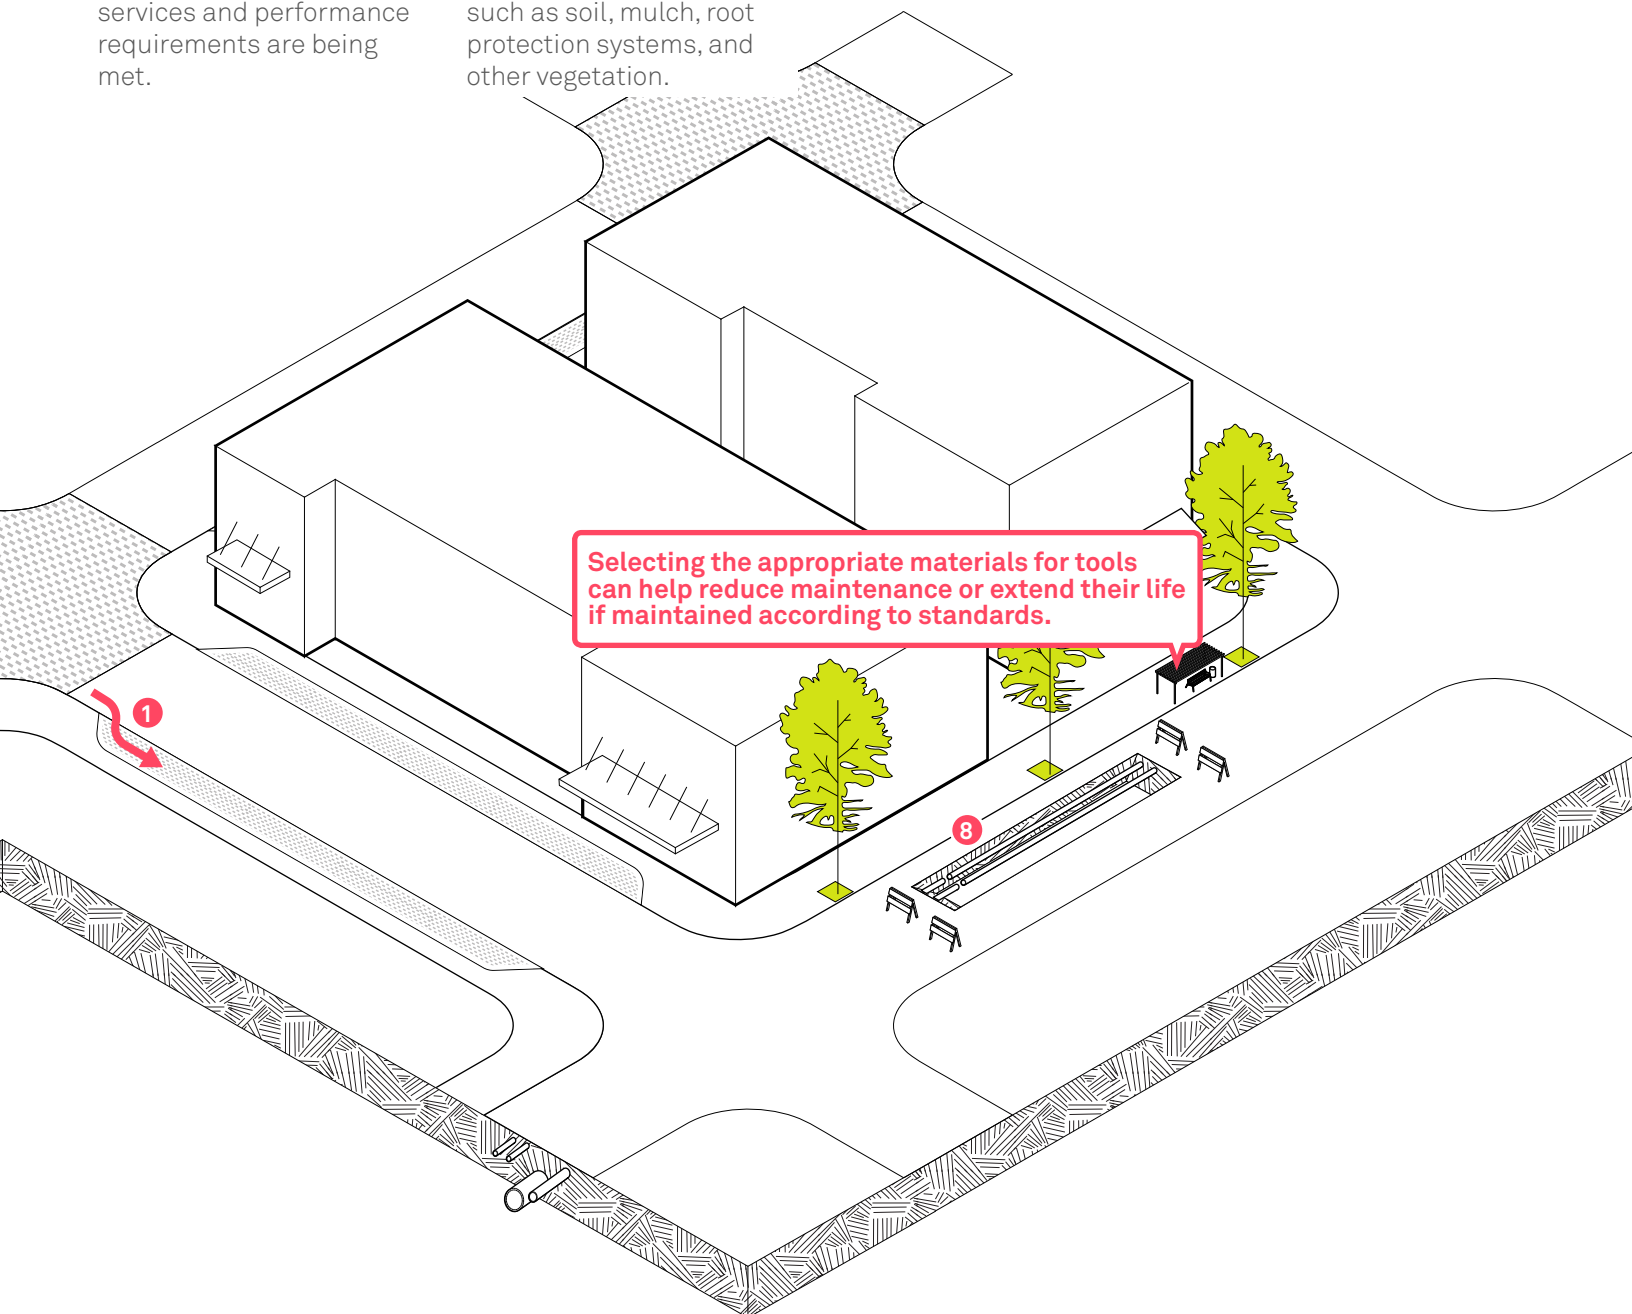 services and performance
requirements are being
met.
such as soil, mulch, root
protection systems, and
other vegetation.
Selecting the appropriate materials for tools
can help reduce maintenance or extend their life
if maintained according to standards.
1
8